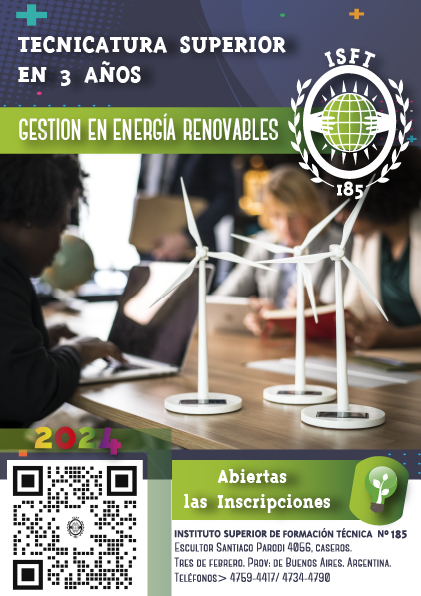 TECNICATURA SUPERIOR
EN 3 AÑOS
ISFT
GESTION EN ENERGÍA RENOVABLES
185
2024
Abiertas
las Inscripciones
INSTITUTO SUPERIOR DE FORMACIÓN TÉCNICA Nº 185
ESCULTOR SANTIAGO PARODI 4056, CASEROS.
TRES DE FEBRERO. PROV: DE BUENOS AIRES. ARGENTINA.
TELÉFONOS> 4759-4417/ 4734-4790